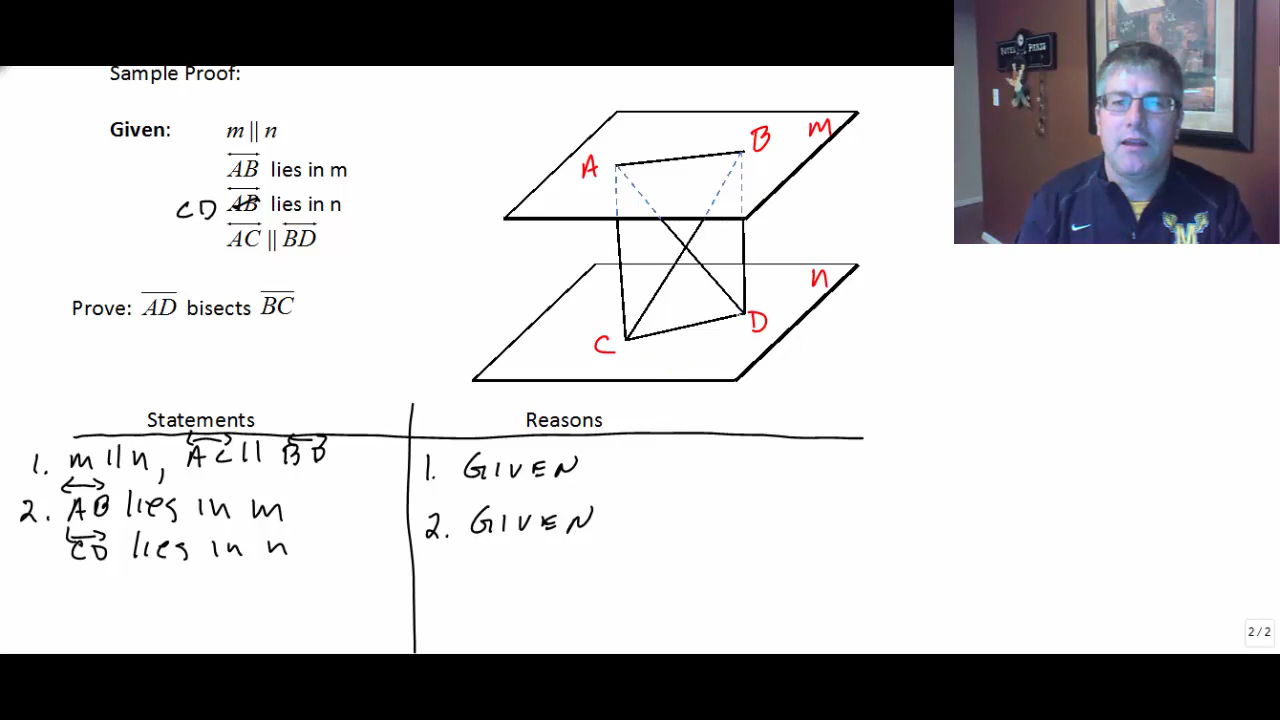 Sample Proof:
Given: m || n
AB lies in m
CD AB lies in n
AC || BD
Prove: AD bisects BC
A
B
m
n
C
D
Statements
Reasons
1. m || n, AC || BD
1. GIVEN
2. AB lies in m
CD lies in n
2. GIVEN
2 / 2
M